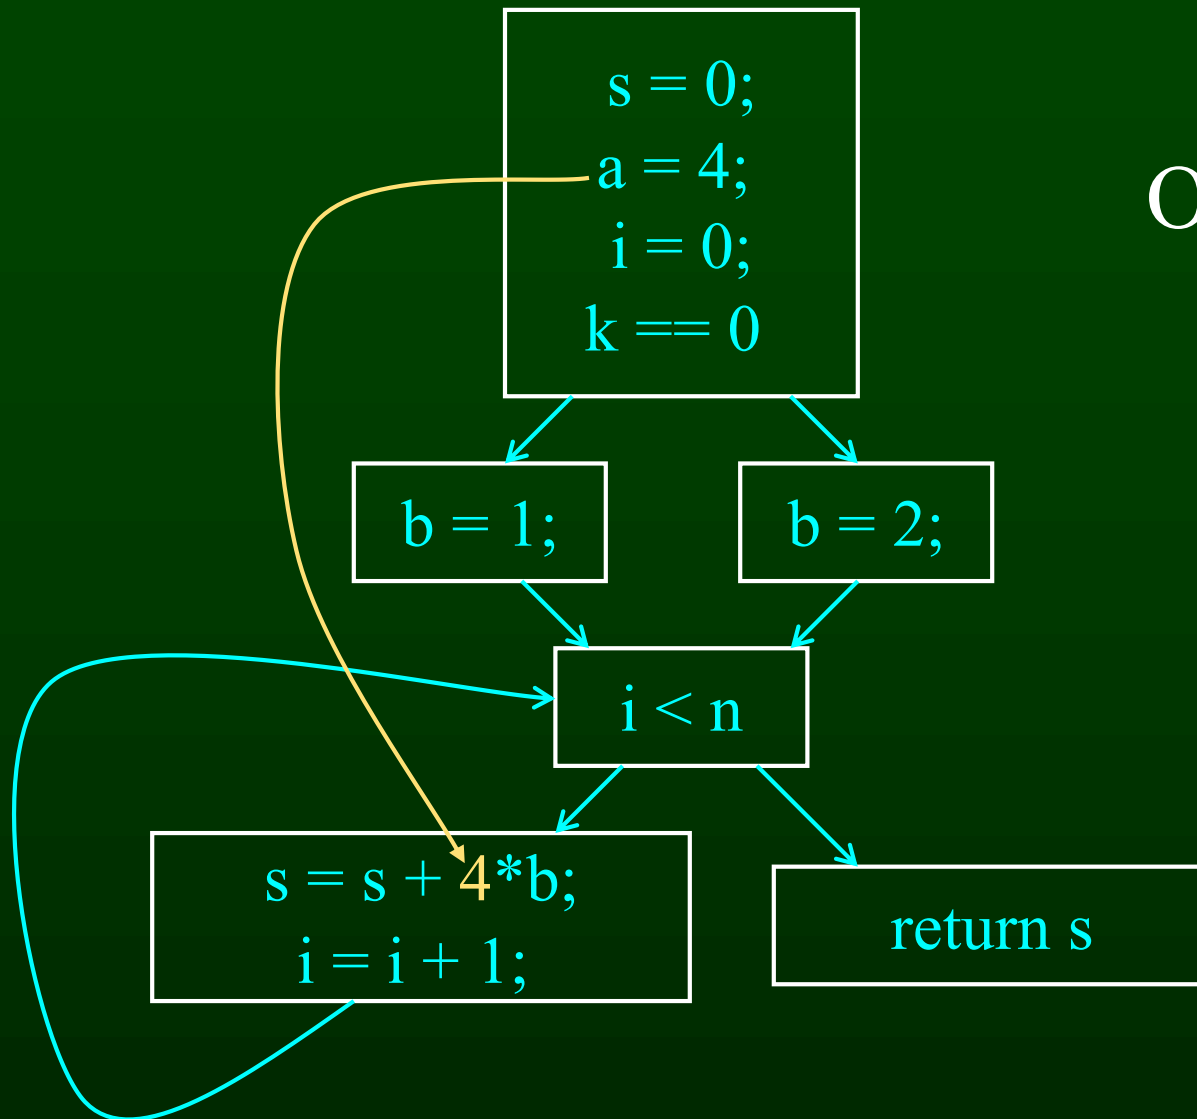 s = 0;
a = 4;
i = 0;
k == 0
b = 1;
b = 2;
i < n
s = s + 4*b;
i = i + 1;
return s